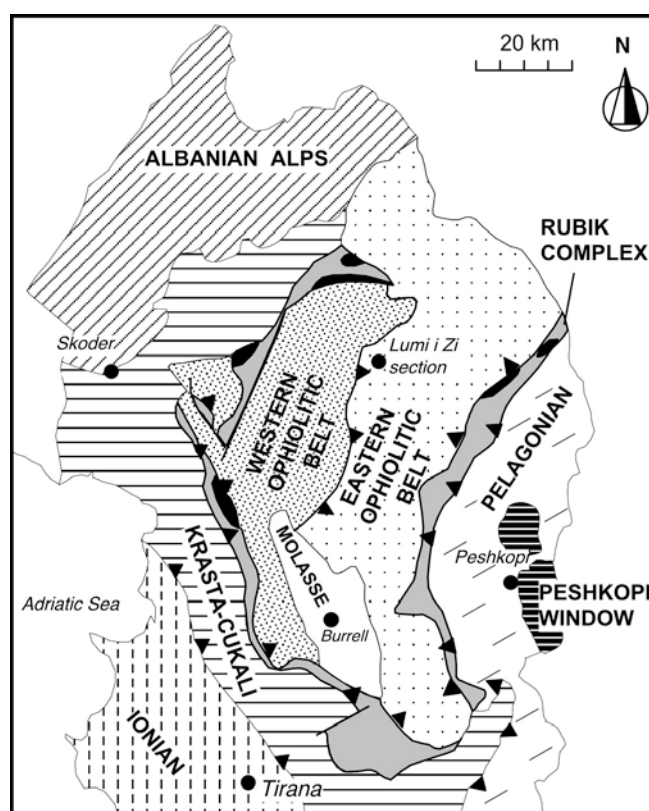 20 km
N
ALBANIAN ALPS
RUBIK
COMPLEX
Skoder
Lumi i Zi
section
WESTERN
OPHIOLITIC
BELT
EASTERN
OPHIOLITIC
BELT
PELAGONIAN
MOLASSE
Peshkopi
PESHKOPI
WINDOW
KRASTA-CUKALI
Adriatic Sea
Burrell
IONIAN
Tirana